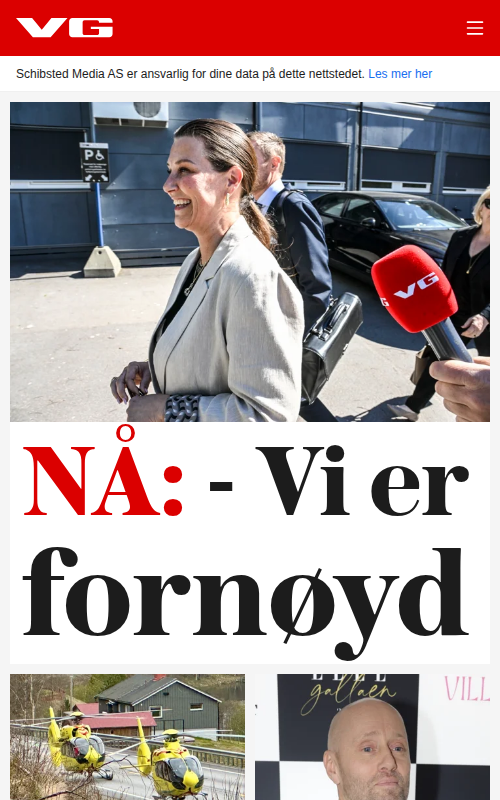 VG
Schibsted Media AS er ansvarlig for dine data på dette nettstedet. Les mer her
P
VG
NÅ: - Vi er
fornøyd
ELLE
gallaen
VILL